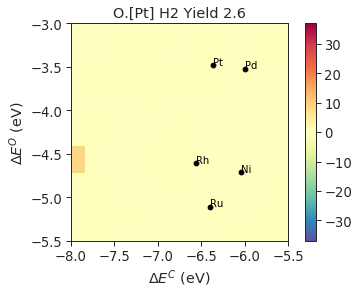 O.[Pt] H2 Yield 2.6
−3.0
−3.5
−4.0
−4.5
−5.0
−5.5
ΔE^O (eV)
Pt
Pd
Rh
Ni
Ru
−8.0 −7.5 −7.0 −6.5 −6.0 −5.5
ΔE^C (eV)
30
20
10
0
−10
−20
−30